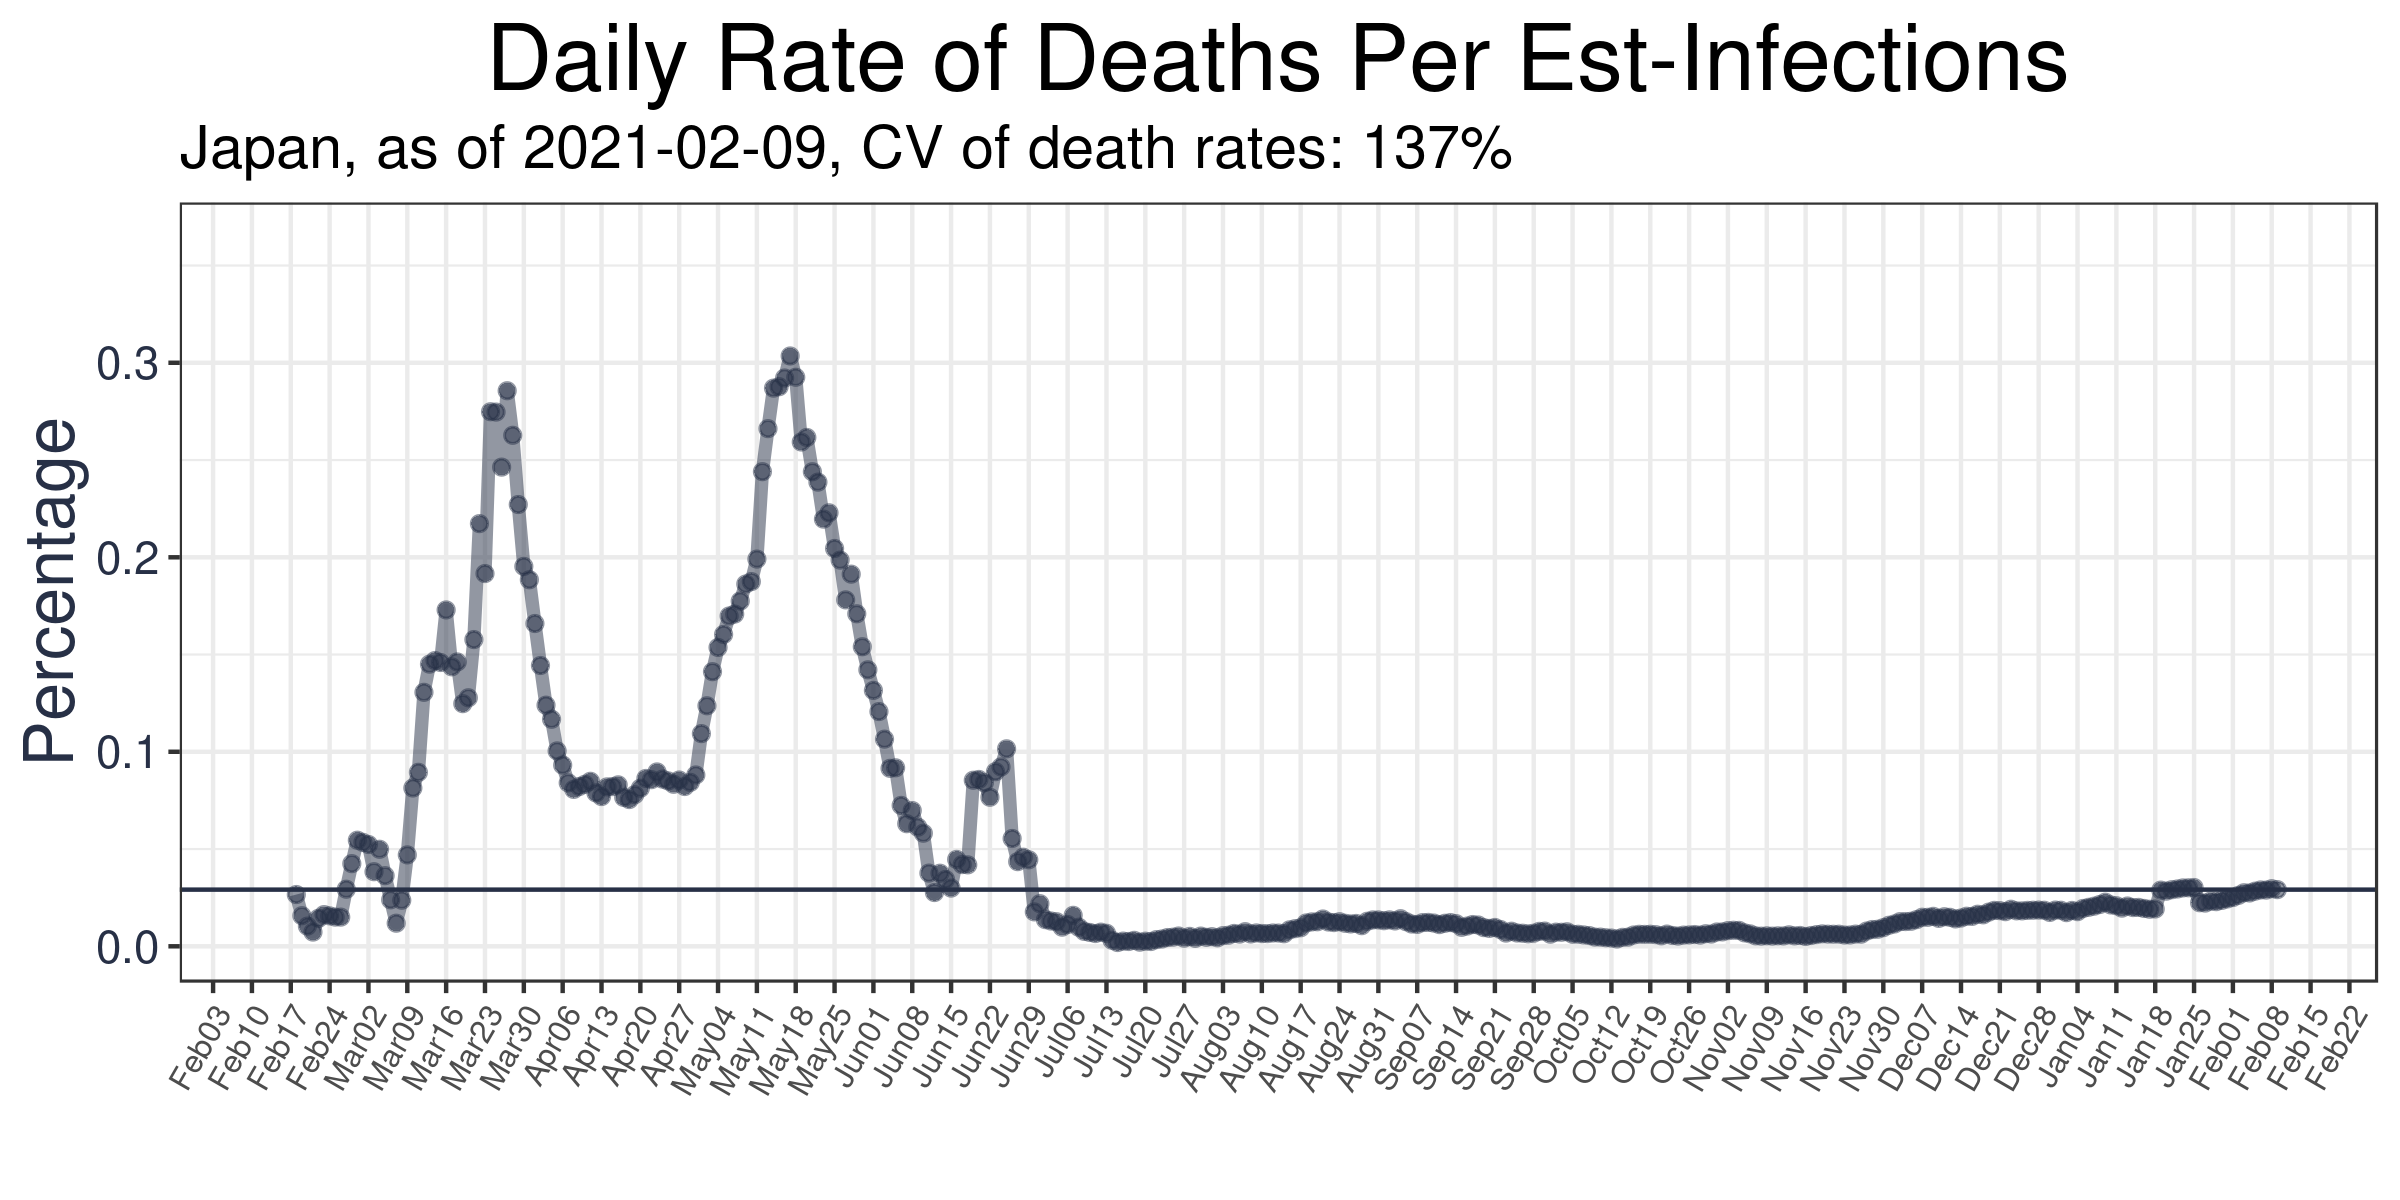 Daily Rate of Deaths Per Est-Infections
Japan, as of 2021-02-09, CV of death rates: 137%
Percentage
0.3
0.2
0.1
0.0
Feb03
Feb10
Feb17
Feb24
Mar02
Mar09
Mar16
Mar23
Mar30
Apr06
Apr13
Apr20
Apr27
May04
May11
May18
May25
Jun01
Jun08
Jun15
Jun22
Jun29
Jul06
Jul13
Jul20
Jul27
Aug03
Aug10
Aug17
Aug24
Aug31
Sep07
Sep14
Sep21
Sep28
Oct05
Oct12
Oct19
Oct26
Nov02
Nov09
Nov16
Nov23
Nov30
Dec07
Dec14
Dec21
Dec28
Jan04
Jan11
Jan18
Jan25
Feb01
Feb08
Feb15
Feb22